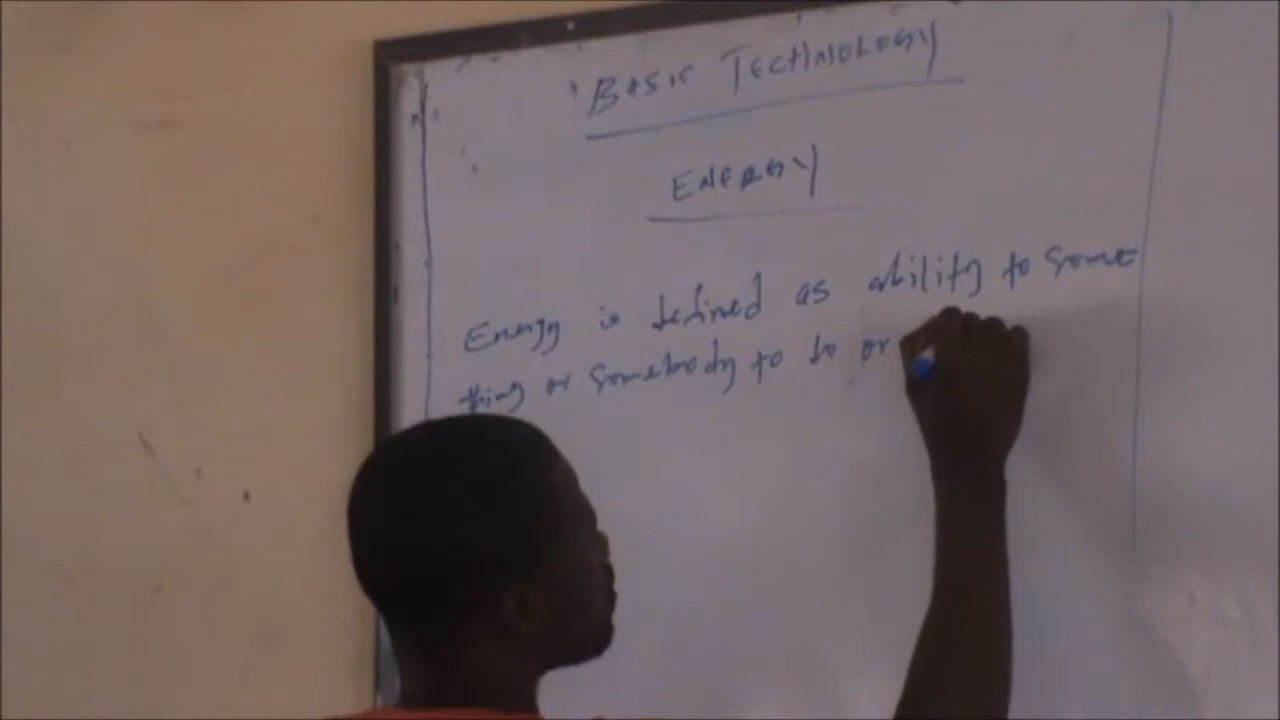 BASIC TECHNOLOGY
ENERGY
Energy is defined as ability to some
thing or somebody to do or